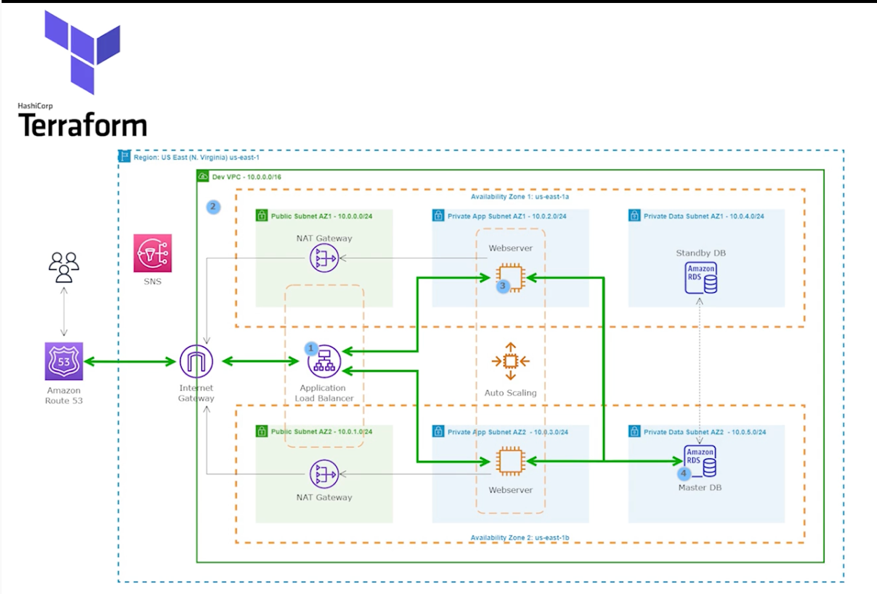 HashiCorp
Terraform
Region: US East (N. Virginia) us-east-1
Dev VPC - 10.0.0.0/16
2
Availability Zone 1: us-east-1a
Public Subnet AZ1 - 10.0.0.0/24
Private App Subnet AZ1 - 10.0.2.0/24
Private Data Subnet AZ1 - 10.0.4.0/24
NAT Gateway
Webserver
Standby DB
SNS
3
Amazon
RDS
1
53
Amazon
Route 53
Internet
Gateway
Application
Load Balancer
Auto Scaling
Public Subnet AZ2 - 10.0.1.0/24
Private App Subnet AZ2 - 10.0.3.0/24
Private Data Subnet AZ2 - 10.0.5.0/24
Amazon
RDS
4
NAT Gateway
Webserver
Master DB
Availability Zone 2: us-east-1b